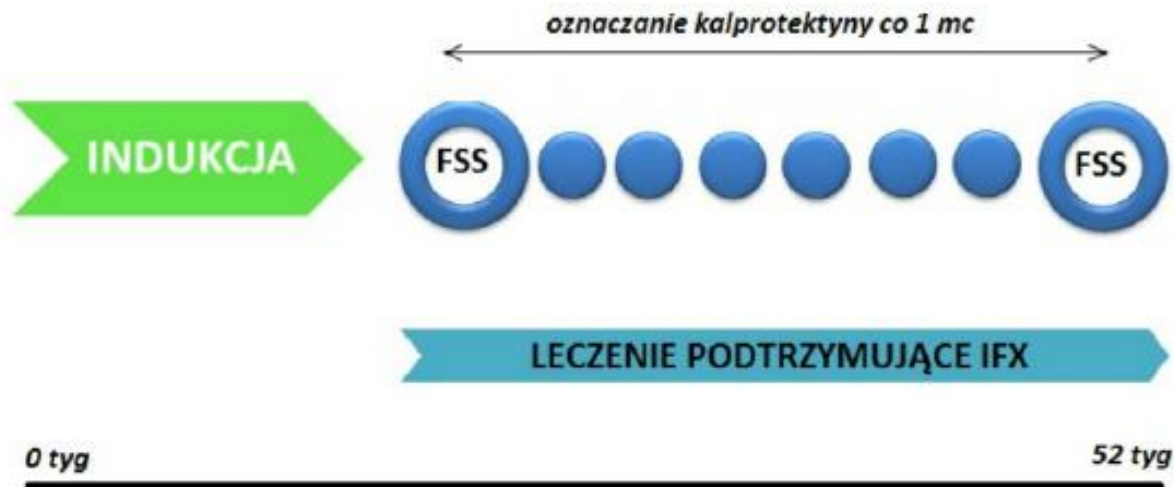 oznaczanie kalprotektyny co 1 mc
INDUKCJA
FSS
FSS
LECZENIE PODTRZYMUJĄCE IFX
0 tyg
52 tyg